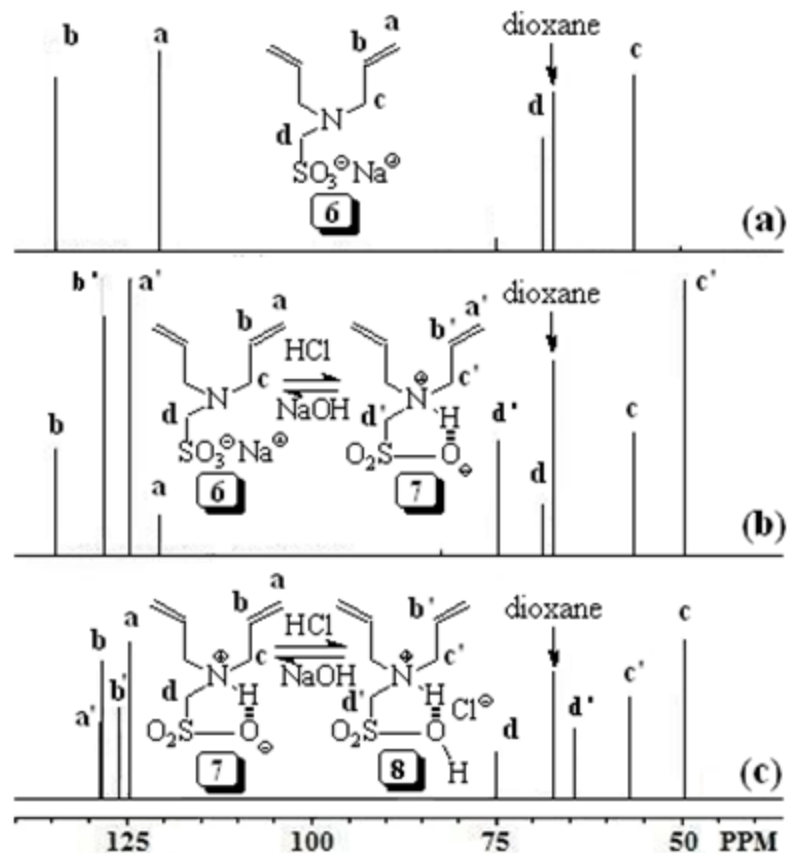 b a dioxane c
a
b
c
N
d
d
SO3⊖Na⊕
6
(a)
b' a' dioxane c'
a
b
HCl
a'
b'
c
c'
N
N⊕
NaOH
d
d'
H
d'
b
c
SO3⊖Na⊕
O2S O⊖
d
6
7
a
(b)
a
b
a
HCl
b'
dioxane
c
b
c
c'
c'
b'
N⊕
NaOH
N⊕
d
H
d'
H
Cl⊖
d'
a'
O2S O⊖
O2S O
d
7
8
H
(c)
125 100 75 50 PPM